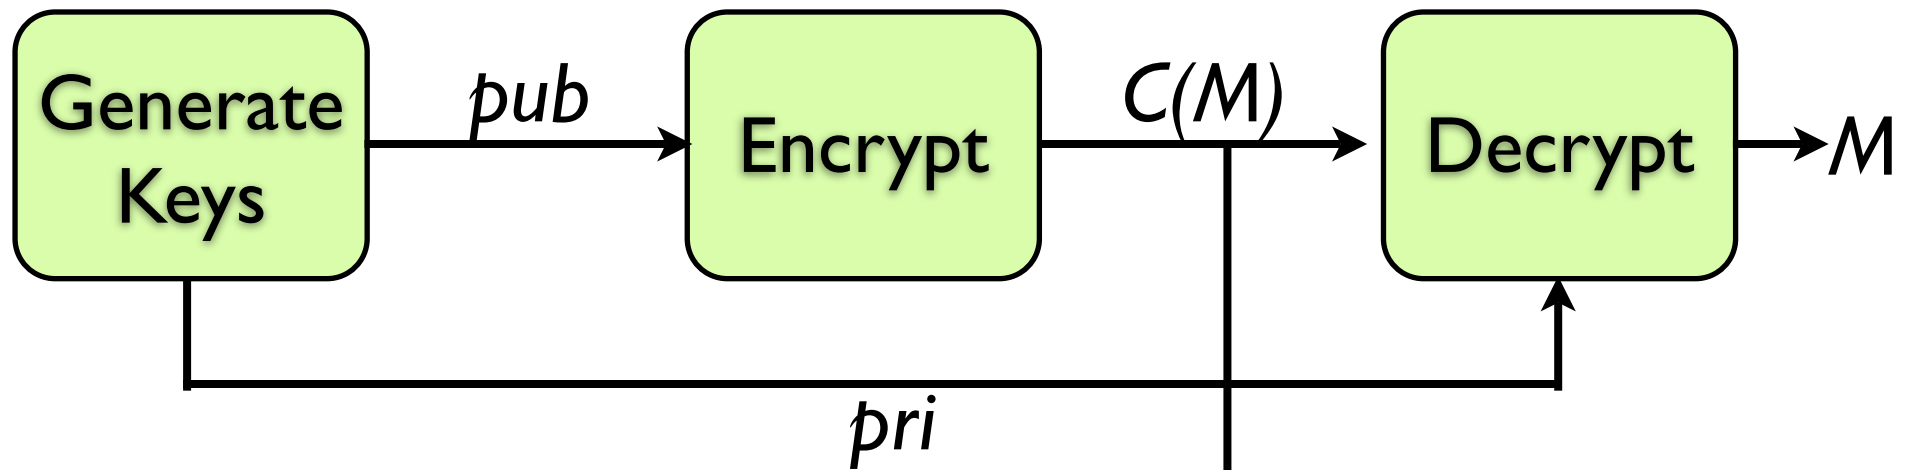 Generate
Keys
pub
Encrypt
C(M)
Decrypt
M
pri